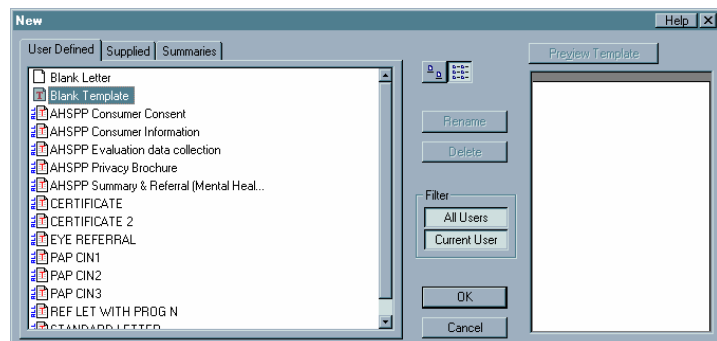 New
Help
User Defined
Supplied
Summaries
Preview Template
Blank Letter
Blank Template
AHSPP Consumer Consent
AHSPP Consumer Information
AHSPP Evaluation data collection
AHSPP Privacy Brochure
AHSPP Summary & Referral (Mental Heal...
CERTIFICATE
CERTIFICATE 2
EYE REFERRAL
PAP CIN1
PAP CIN2
PAP CIN3
REF LET WITH PROG N
STANDARD LETTER
Rename
Delete
Filter
All Users
Current User
OK
Cancel